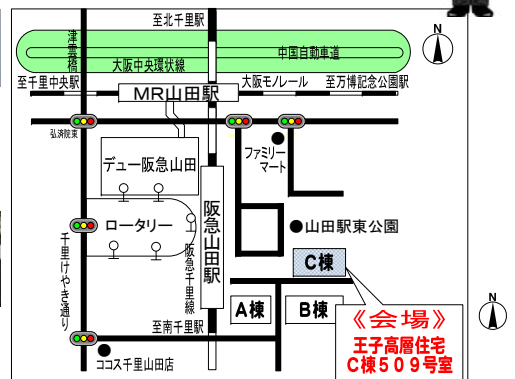 至北千里駅
N
津雲橋
中国自動車道
大阪中央環状線
至千里中央駅
大阪モノレール
至万博記念公園駅
MR山田駅
弘済院東
ファミリー
マート
デュー阪急山田
ロータリー
阪急山田駅
●山田駅東公園
千里けやき通り
阪急千里線
C棟
A棟
B棟
N
至南千里駅
《会場》
王子高層住宅
C棟509号室
ココス千里山田店